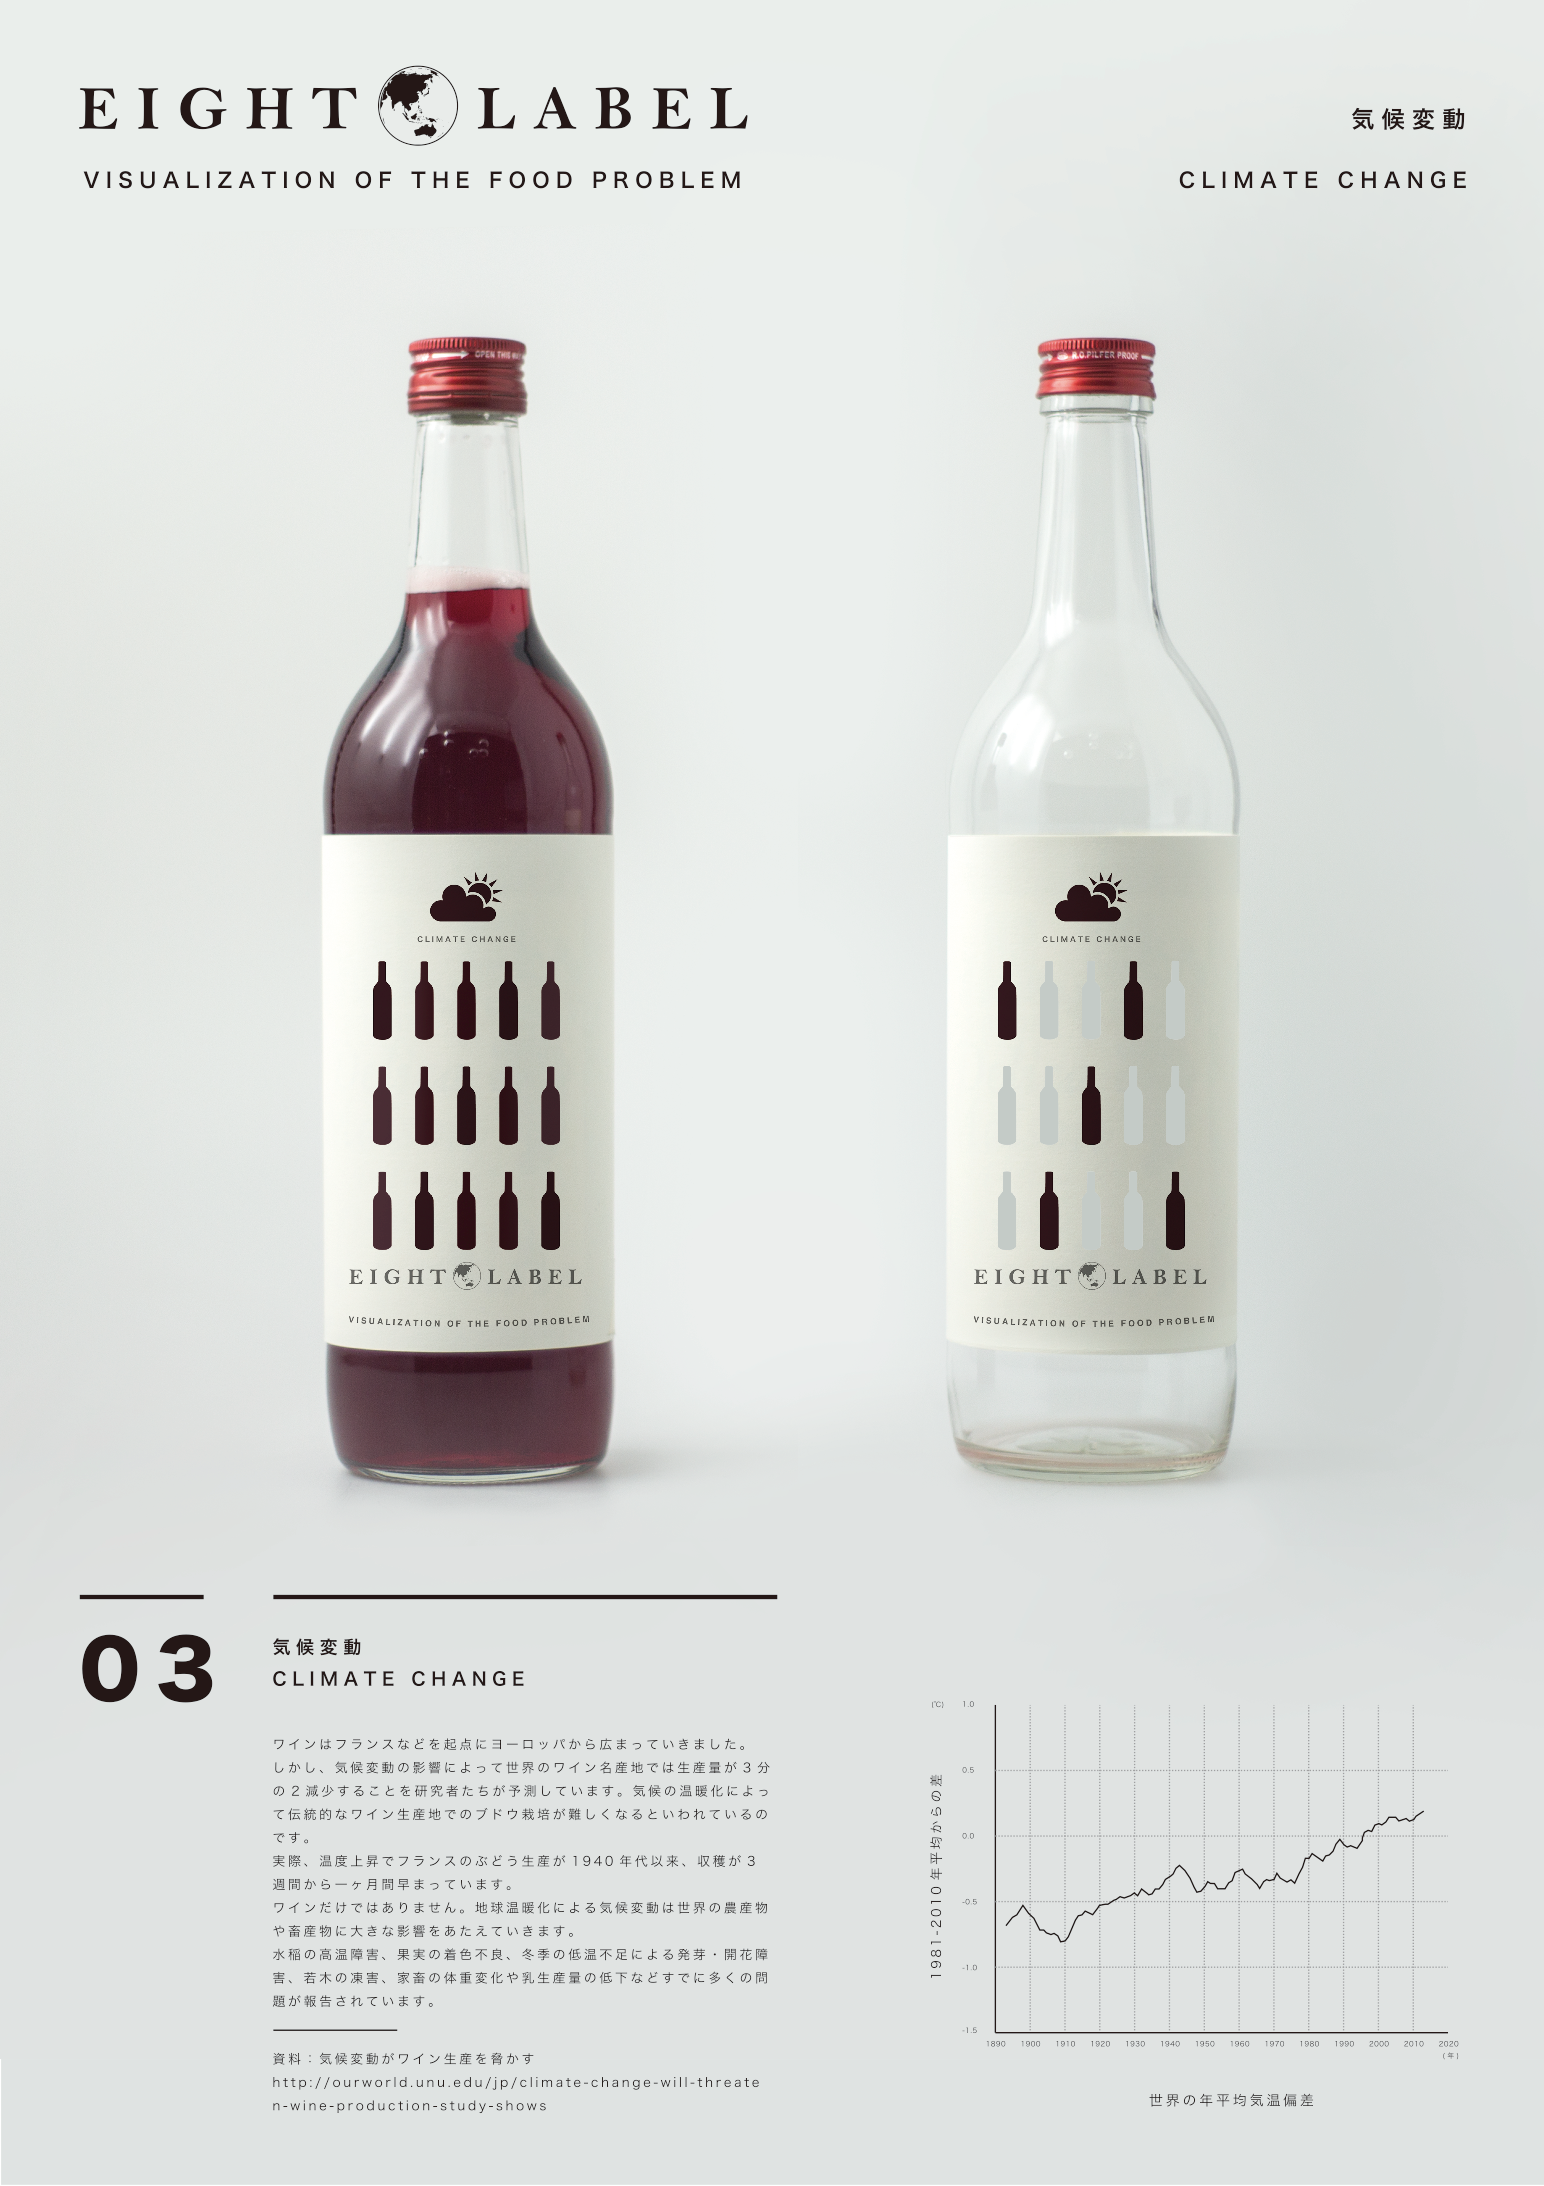 EIGHT LABEL
VISUALIZATION OF THE FOOD PROBLEM
気候変動
CLIMATE CHANGE
OPEN THIS
R.O.PILFER PROOF
CLIMATE CHANGE
EIGHT LABEL
VISUALIZATION OF THE FOOD PROBLEM
CLIMATE CHANGE
EIGHT LABEL
VISUALIZATION OF THE FOOD PROBLEM
03
気候変動
CLIMATE CHANGE
ワインはフランスなどを起点にヨーロッパから広まっていきました。
しかし、気候変動の影響によって世界のワイン名産地では生産量が3分
の2減少することを研究者たちが予測しています。気候の温暖化によっ
て伝統的なワイン生産地でのブドウ栽培が難しくなるといわれているの
です。
実際、温度上昇でフランスのぶどう生産が1940年代以来、収穫が3
週間から一ヶ月間早まっています。
ワインだけではありません。地球温暖化による気候変動は世界の農産物
や畜産物に大きな影響をあたえていきます。
水稲の高温障害、果実の着色不良、冬季の低温不足による発芽・開花障
害、若木の凍害、家畜の体重変化や乳生産量の低下などすでに多くの問
題が報告されています。
資料：気候変動がワイン生産を脅かす
http://ourworld.unu.edu/jp/climate-change-will-threate
n-wine-production-study-shows
(℃)
1.0
0.5
0.0
-0.5
-1.0
-1.5
1981-2010年平均からの差
1890 1900 1910 1920 1930 1940 1950 1960 1970 1980 1990 2000 2010 2020
(年)
世界の年平均気温偏差